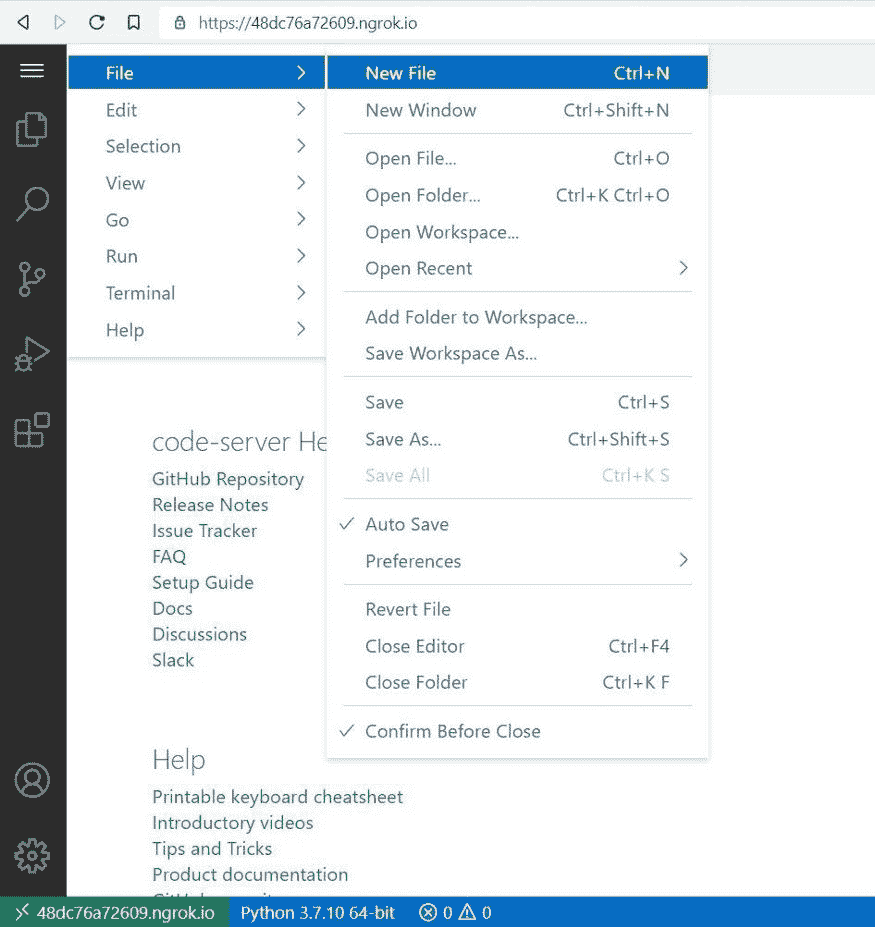 https://48dc76a72609.ngrok.io
File
Edit
Selection
View
Go
Run
Terminal
Help
New File Ctrl+N
New Window Ctrl+Shift+N
Open File... Ctrl+O
Open Folder... Ctrl+K Ctrl+O
Open Workspace...
Open Recent
Add Folder to Workspace...
Save Workspace As...
Save Ctrl+S
Save As... Ctrl+Shift+S
Save All Ctrl+K S
Auto Save
Preferences
Revert File
Close Editor Ctrl+F4
Close Folder Ctrl+K F
Confirm Before Close
code-server He
GitHub Repository
Release Notes
Issue Tracker
FAQ
Setup Guide
Docs
Discussions
Slack
Help
Printable keyboard cheatsheet
Introductory videos
Tips and Tricks
Product documentation
48dc76a72609.ngrok.io Python 3.7.10 64-bit 0 0